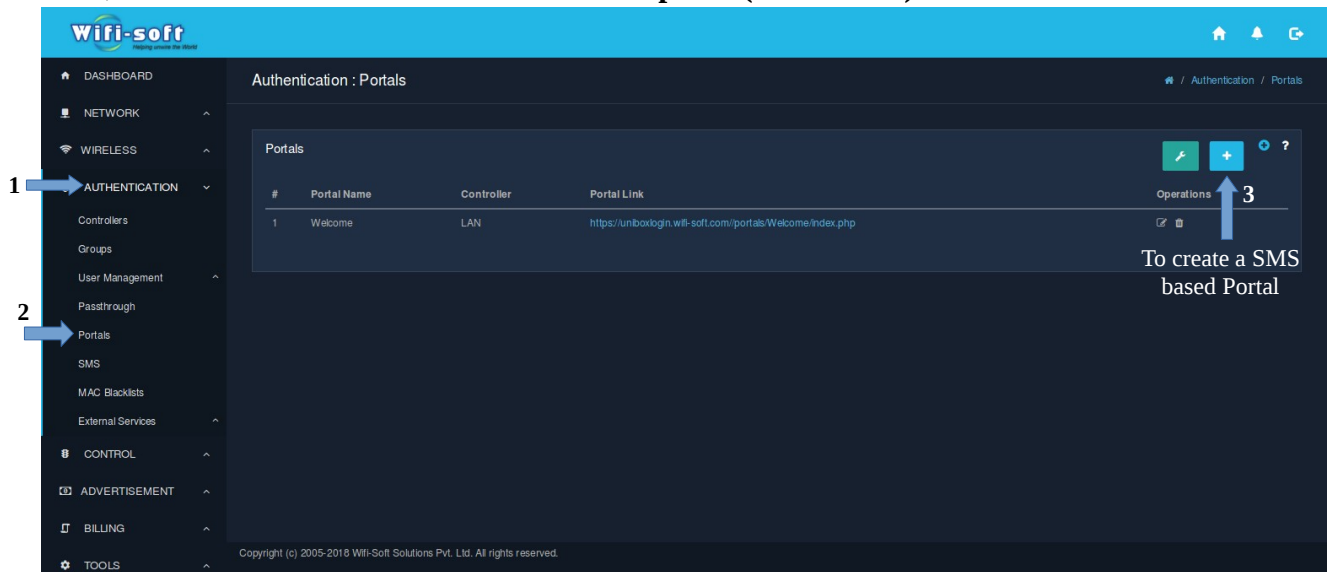 Wifi-soft
Helping unwire the World
DASHBOARD
Authentication : Portals
/ Authentication / Portals
NETWORK
WIRELESS
Portals
?
1
AUTHENTICATION
# Portal Name Controller Portal Link Operations
3
Controllers
1 Welcome LAN https://uniboxlogin.wifi-soft.com//portals/Welcome/index.php
Groups
To create a SMS
based Portal
User Management
Passthrough
2
Portals
SMS
MAC Blacklists
External Services
CONTROL
ADVERTISEMENT
BILLING
Copyright (c) 2005-2018 Wifi-Soft Solutions Pvt. Ltd. All rights reserved.
TOOLS